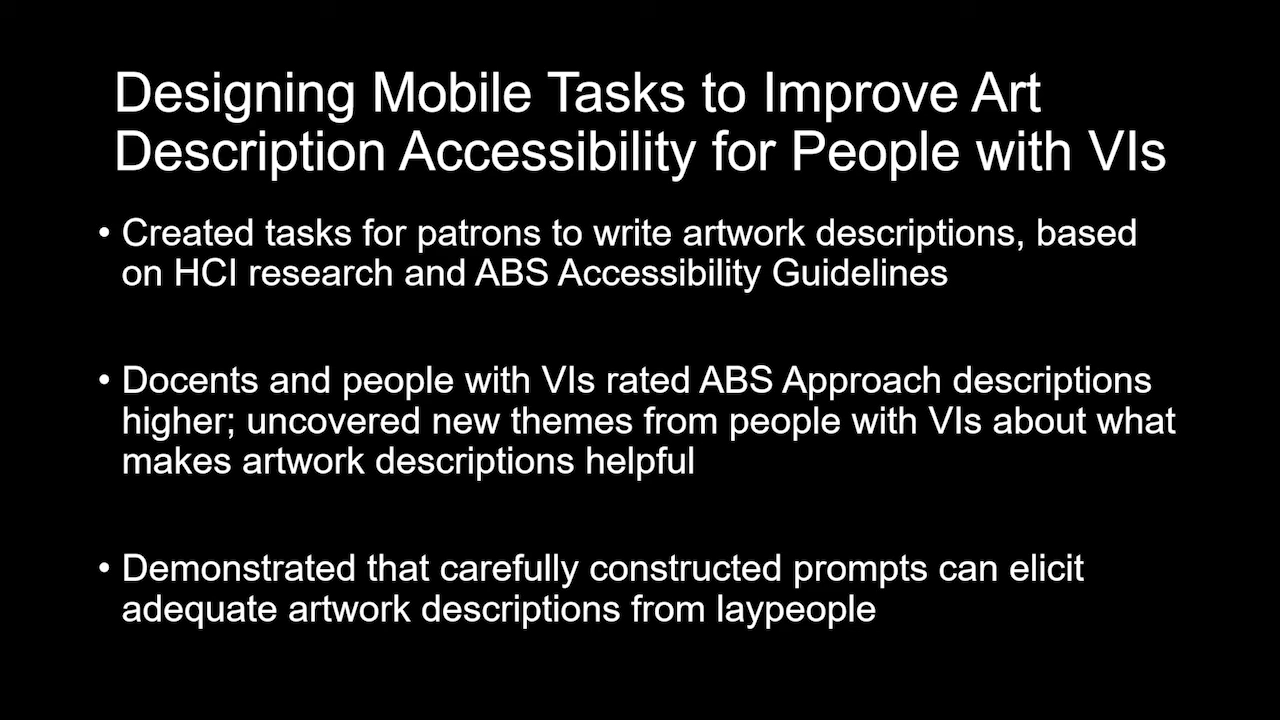 Designing Mobile Tasks to Improve Art
Description Accessibility for People with VIs
• Created tasks for patrons to write artwork descriptions, based
on HCI research and ABS Accessibility Guidelines
• Docents and people with VIs rated ABS Approach descriptions
higher; uncovered new themes from people with VIs about what
makes artwork descriptions helpful
• Demonstrated that carefully constructed prompts can elicit
adequate artwork descriptions from laypeople